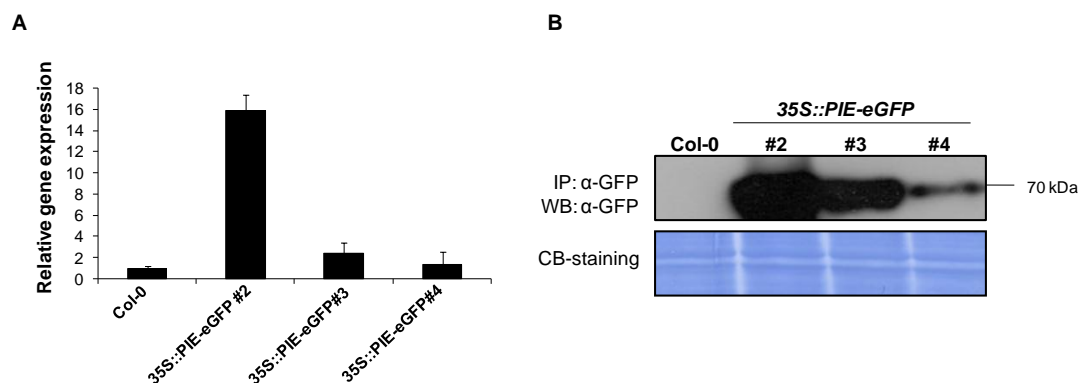 A
Relative gene expression
18
16
14
12
10
8
6
4
2
0
Col-0
35S::PIE-eGFP #2
35S::PIE-eGFP#3
35S::PIE-eGFP#4
B
35S::PIE-eGFP
Col-0 #2 #3 #4
IP: α-GFP
WB: α-GFP
70 kDa
CB-staining